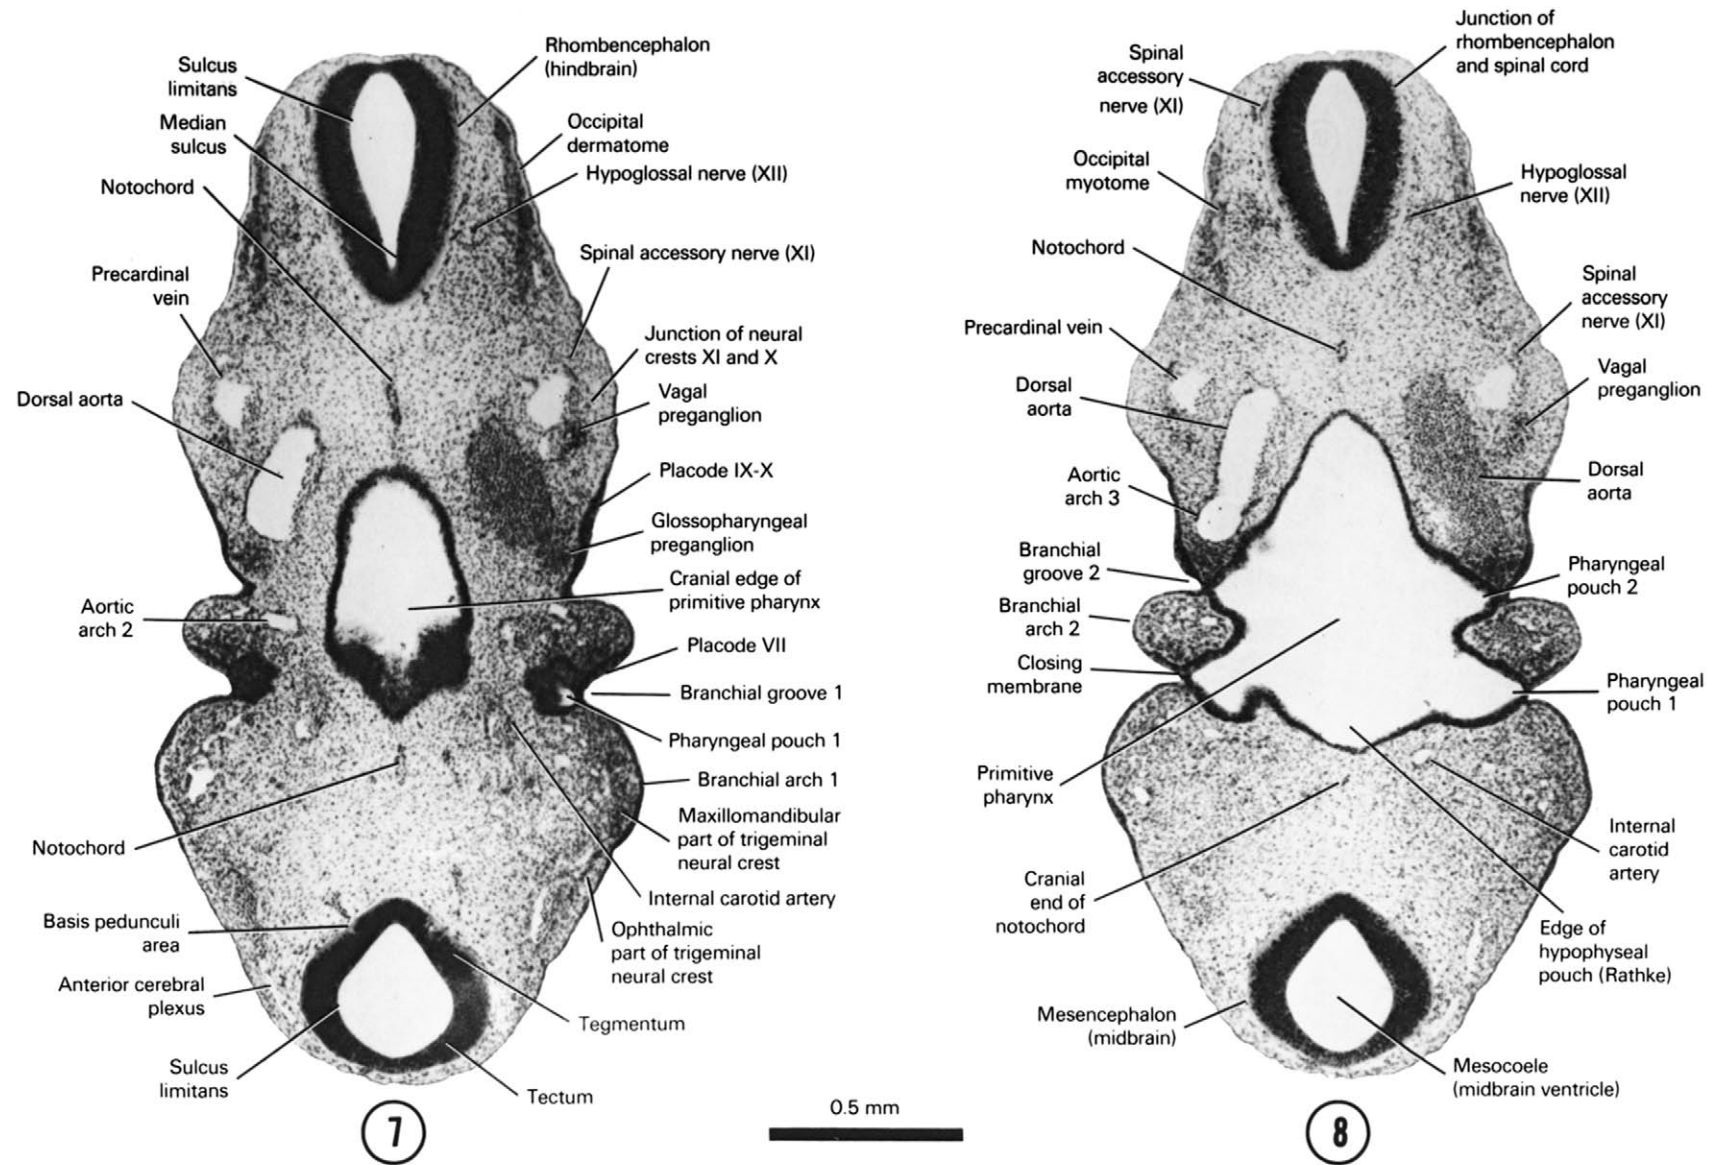 Sulcus
limitans
Median
sulcus
Notochord
Precardinal
vein
Dorsal aorta
Aortic
arch 2
Notochord
Basis pedunculi
area
Anterior cerebral
plexus
Sulcus
limitans
Rhombencephalon
(hindbrain)
Occipital
dermatome
Hypoglossal nerve (XII)
Spinal accessory nerve (XI)
Junction of neural
crests XI and X
Vagal
preganglion
Placode IX-X
Glossopharyngeal
preganglion
Cranial edge of
primitive pharynx
Placode VII
Branchial groove 1
Pharyngeal pouch 1
Branchial arch 1
Maxillomandibular
part of trigeminal
neural crest
Internal carotid artery
Ophthalmic
part of trigeminal
neural crest
Tegmentum
Tectum
7
0.5 mm
Spinal
accessory
nerve (XI)
Occipital
myotome
Notochord
Precardinal vein
Dorsal
aorta
Aortic
arch 3
Branchial
groove 2
Branchial
arch 2
Closing
membrane
Primitive
pharynx
Cranial
end of
notochord
Mesencephalon
(midbrain)
Junction of
rhombencephalon
and spinal cord
Hypoglossal
nerve (XII)
Spinal
accessory
nerve (XI)
Vagal
preganglion
Dorsal
aorta
Pharyngeal
pouch 2
Pharyngeal
pouch 1
Internal
carotid
artery
Edge of
hypophyseal
pouch (Rathke)
Mesocoele
(midbrain ventricle)
8